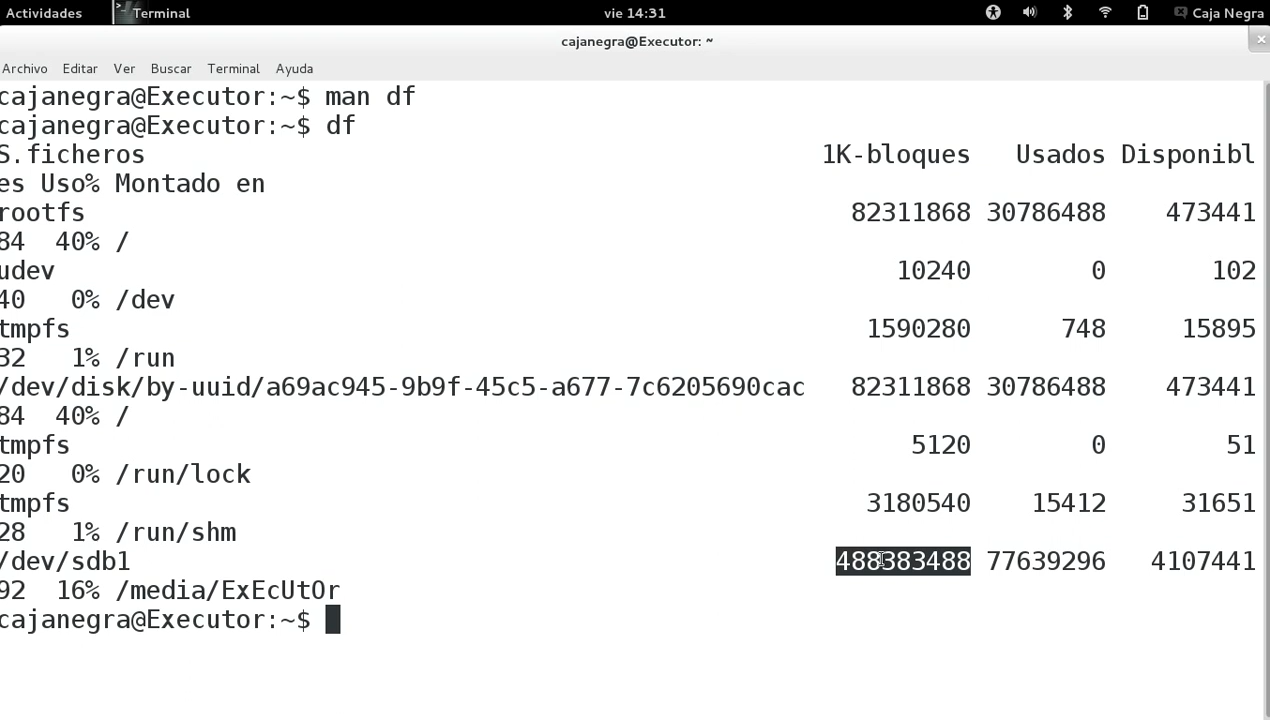 Actividades Terminal vie 14:31 Caja Negra
cajanegra@Executor: ~
Archivo Editar Ver Buscar Terminal Ayuda
cajanegra@Executor:~$ man df
cajanegra@Executor:~$ df
S.ficheros 1K-bloques Usados Disponibl
es Uso% Montado en
rootfs 82311868 30786488 473441
84 40% /
udev 10240 0 102
40 0% /dev
tmpfs 1590280 748 15895
32 1% /run
/dev/disk/by-uuid/a69ac945-9b9f-45c5-a677-7c6205690cac 82311868 30786488 473441
84 40% /
tmpfs 5120 0 51
20 0% /run/lock
tmpfs 3180540 15412 31651
28 1% /run/shm
/dev/sdb1 488383488 77639296 4107441
92 16% /media/ExEcUtOr
cajanegra@Executor:~$